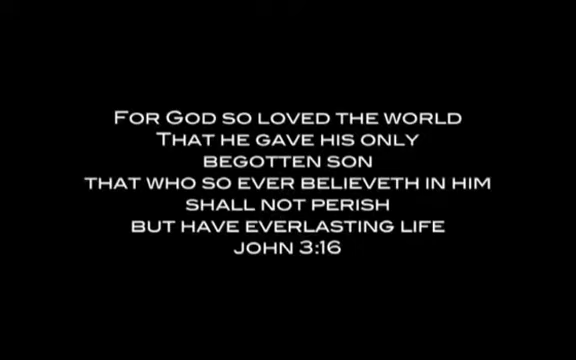 FOR GOD SO LOVED THE WORLD
THAT HE GAVE HIS ONLY
BEGOTTEN SON
THAT WHO SO EVER BELIEVETH IN HIM
SHALL NOT PERISH
BUT HAVE EVERLASTING LIFE
JOHN 3:16